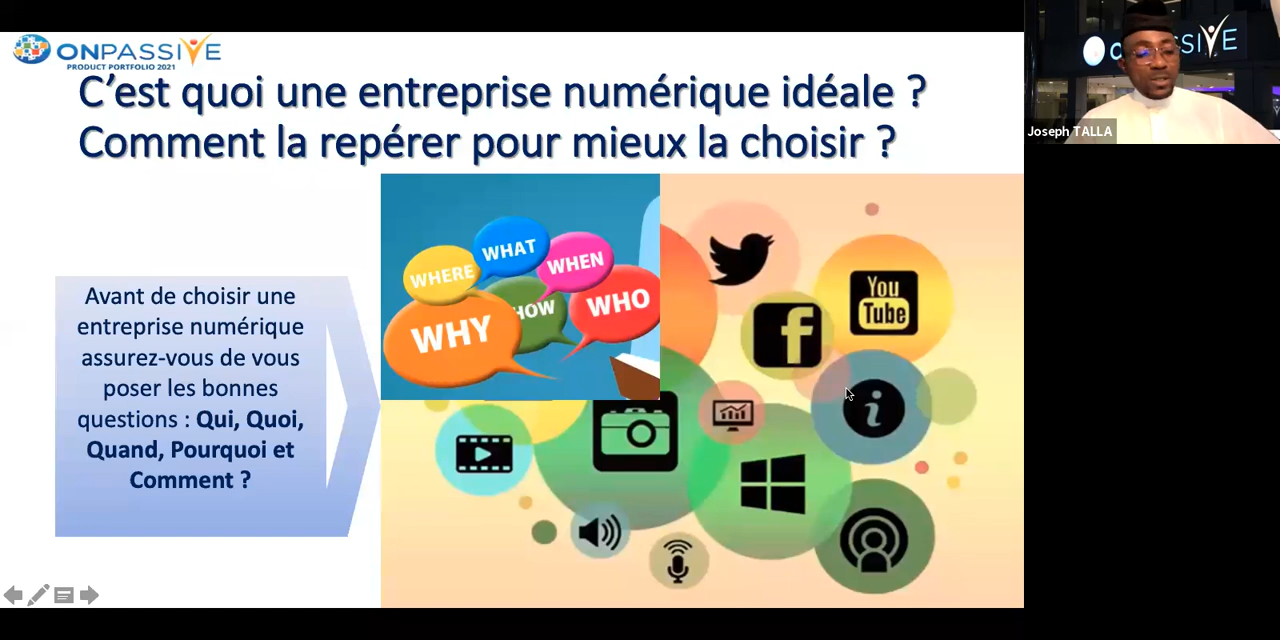 ONPASSIVE
PRODUCT PORTFOLIO 2021
C’est quoi une entreprise numérique idéale ?
Comment la repérer pour mieux la choisir ?
Joseph TALLA
Avant de choisir une
entreprise numérique
assurez-vous de vous
poser les bonnes
questions : Qui, Quoi,
Quand, Pourquoi et
Comment ?
WHERE
WHAT
WHEN
WHY
HOW
WHO
You
Tube
f
i